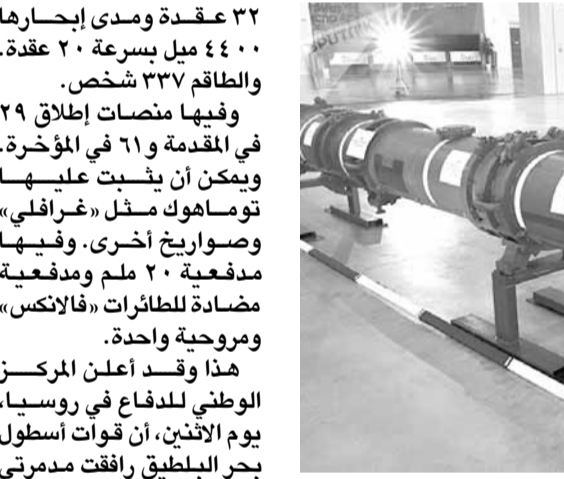 ٣٢ عقدة ومدى إبحارها
٤٤٠٠ ميل بسرعة ٢٠ عقدة.
والطاقم ٣٣٧ شخص.
وفيها منصات إطلاق ٢٩
في المقدمة و٦١ في المؤخرة.
ويمكن أن يثبت عليها
توماهوك مثل «غرافلي»
وصواريخ أخرى. وفيها
مدفعية ٢٠ ملم ومدفعية
مضادة للطائرات «فالانكس»
ومروحية واحدة.
هذا وقد أعلن المركز
الوطني للدفاع في روسيا،
يوم الاثنين، أن قوات أسطول
بحر البلطيق رافقت مدمرتي
SPUTNIK